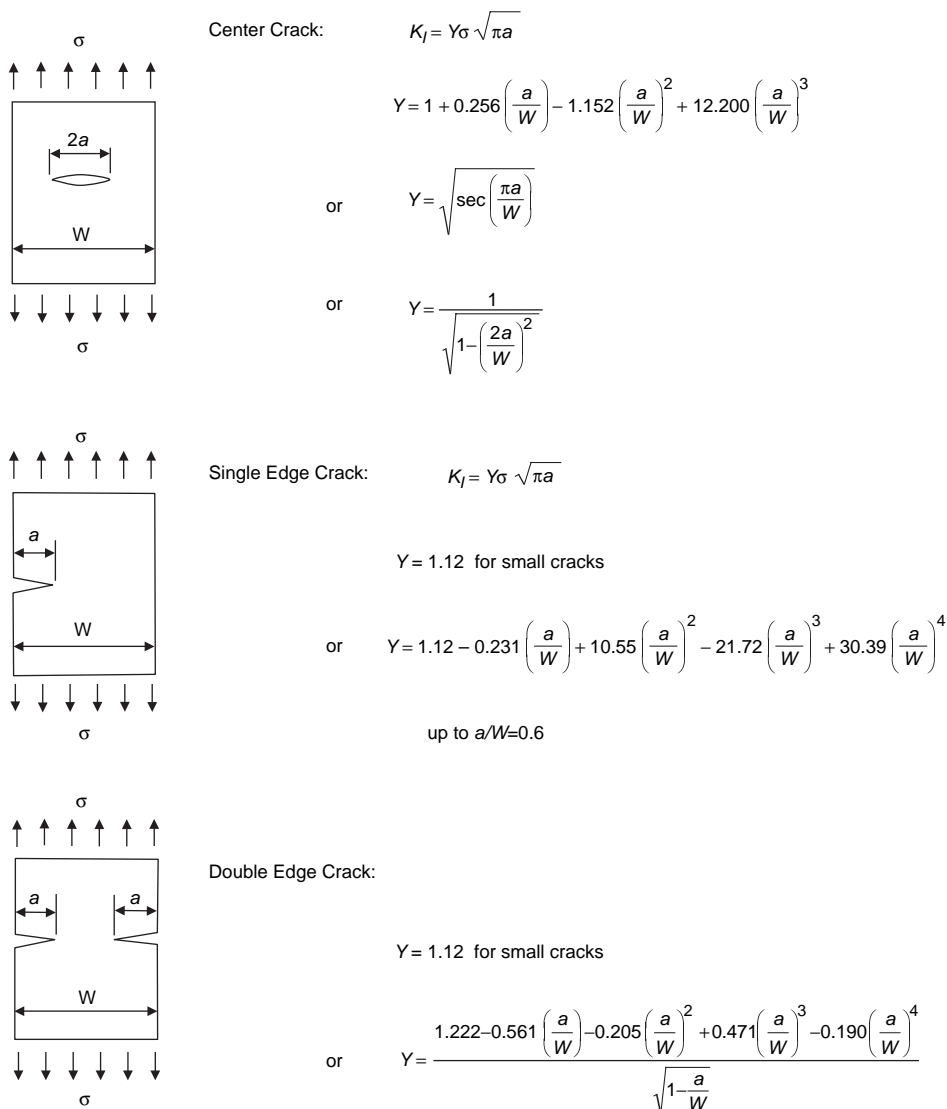 σ
Center Crack: K_I = Yσ √(πa)
Y = 1 + 0.256 (a/W) − 1.152 (a/W)^2 + 12.200 (a/W)^3
2a
or Y = √(sec (πa/W))
W
or Y = 1/√(1−(2a/W)^2)
σ
σ
Single Edge Crack: K_I = Yσ √(πa)
a
Y = 1.12 for small cracks
W
or Y = 1.12 − 0.231 (a/W) + 10.55 (a/W)^2 − 21.72 (a/W)^3 + 30.39 (a/W)^4
up to a/W=0.6
σ
σ
Double Edge Crack:
a a
Y = 1.12 for small cracks
W
or Y = (1.222−0.561 (a/W)−0.205 (a/W)^2 +0.471(a/W)^3 −0.190(a/W)^4)/√(1−a/W)
σ